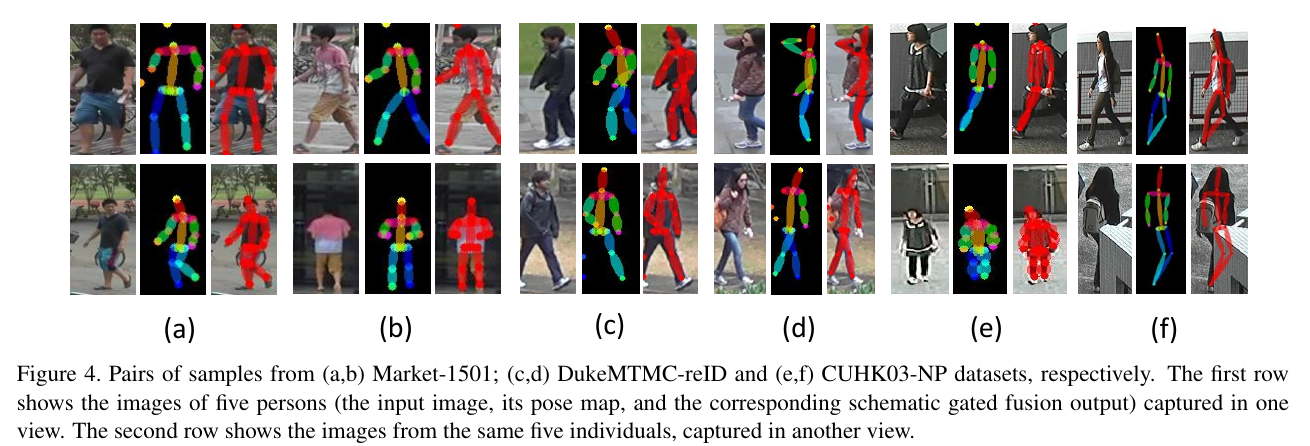 (a) (b) (c) (d) (e) (f)
Figure 4. Pairs of samples from (a,b) Market-1501; (c,d) DukeMTMC-reID and (e,f) CUHK03-NP datasets, respectively. The first row
shows the images of five persons (the input image, its pose map, and the corresponding schematic gated fusion output) captured in one
view. The second row shows the images from the same five individuals, captured in another view.